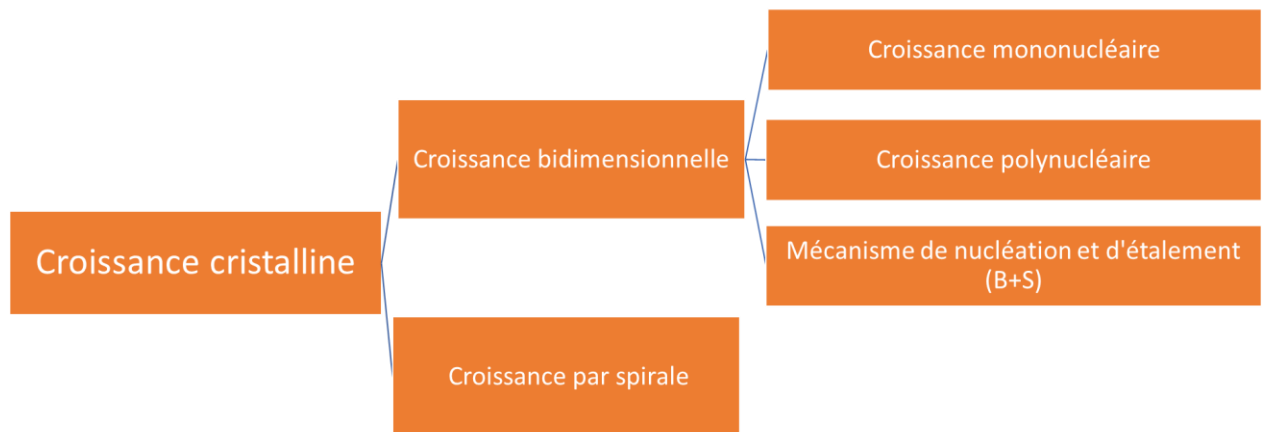 Croissance cristalline
Croissance bidimensionnelle
Croissance mononucléaire
Croissance polynucléaire
Mécanisme de nucléation et d'étalement
(B+S)
Croissance par spirale